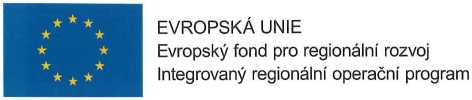 EVROPSKÁ UNIE
Evropský fond pro regionální rozvoj
Integrovaný regionální operační program